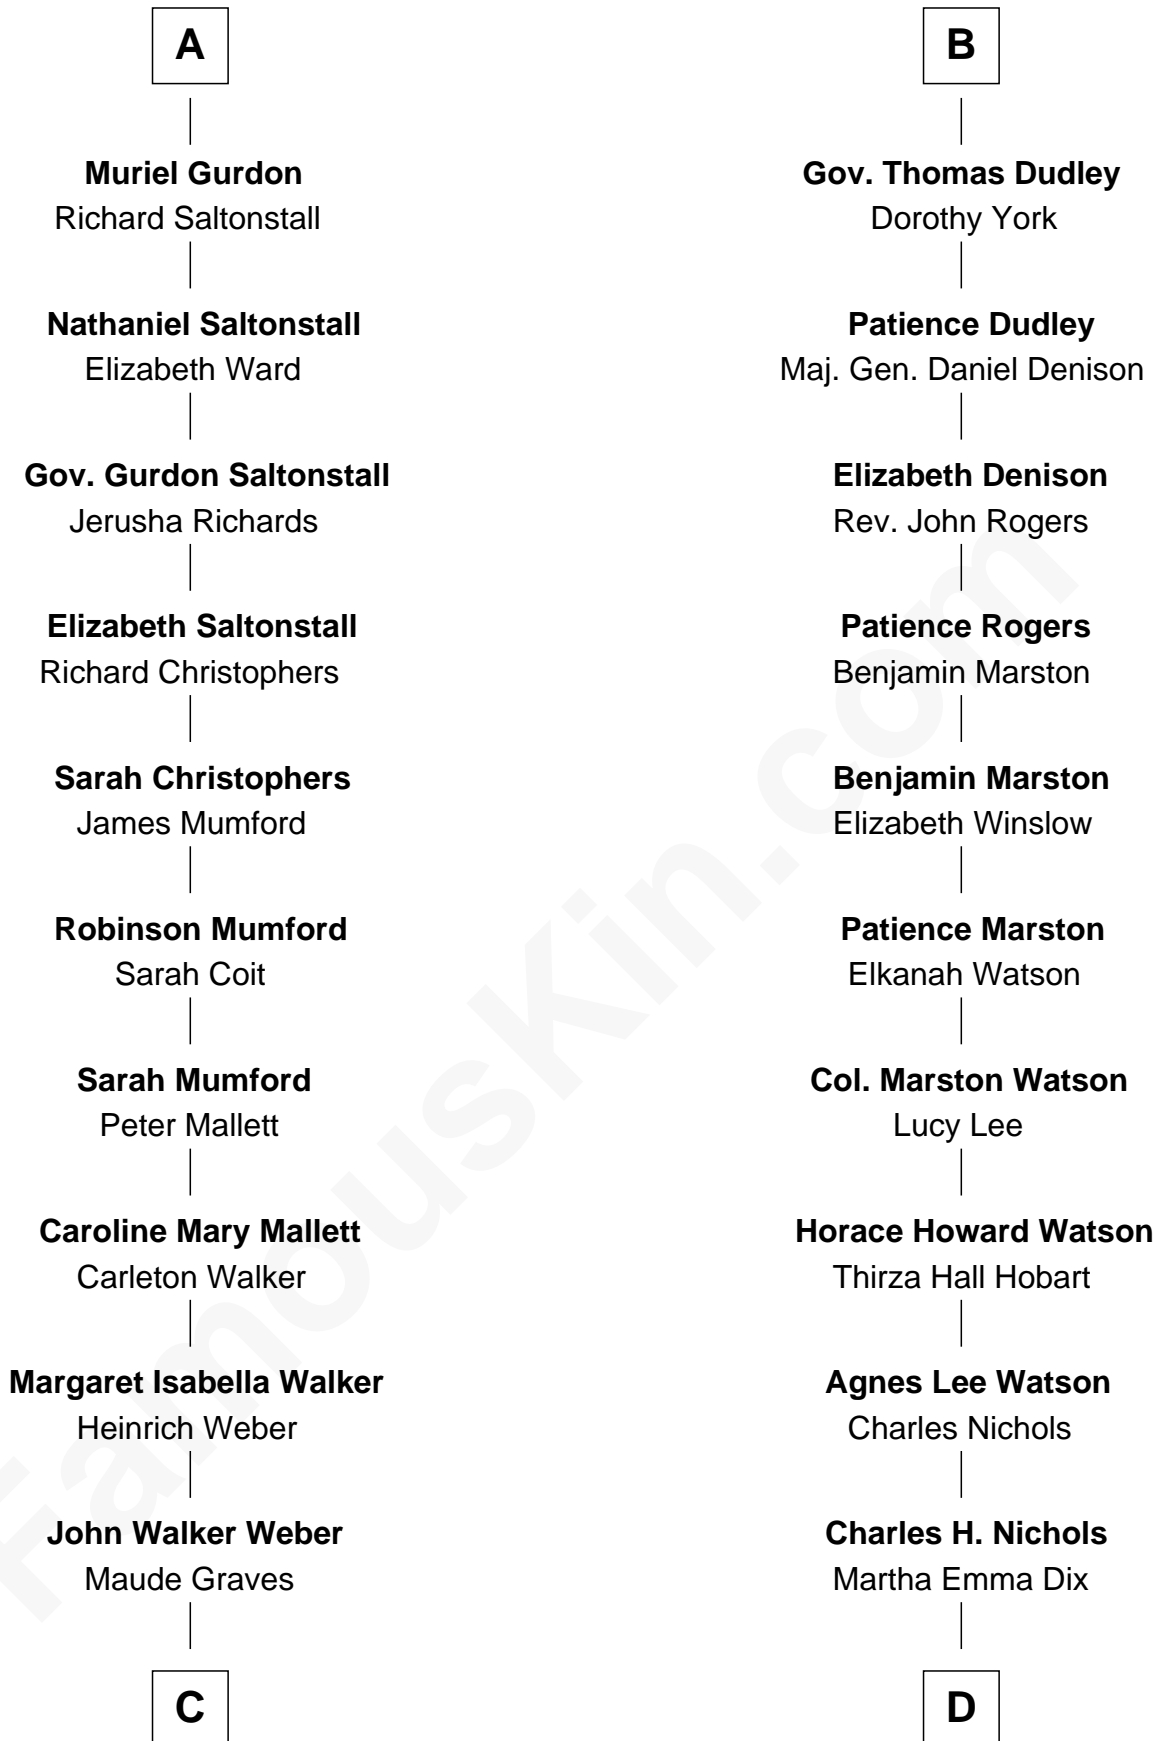 A
Muriel Gurdon
Richard Saltonstall
Nathaniel Saltonstall
Elizabeth Ward
Gov. Gurdon Saltonstall
Jerusha Richards
Elizabeth Saltonstall
Richard Christophers
Sarah Christophers
James Mumford
Robinson Mumford
Sarah Coit
Sarah Mumford
Peter Mallett
Caroline Mary Mallett
Carleton Walker
Margaret Isabella Walker
Heinrich Weber
John Walker Weber
Maude Graves
C
B
Gov. Thomas Dudley
Dorothy York
Patience Dudley
Maj. Gen. Daniel Denison
Elizabeth Denison
Rev. John Rogers
Patience Rogers
Benjamin Marston
Benjamin Marston
Elizabeth Winslow
Patience Marston
Elkanah Watson
Col. Marston Watson
Lucy Lee
Horace Howard Watson
Thirza Hall Hobart
Agnes Lee Watson
Charles Nichols
Charles H. Nichols
Martha Emma Dix
D
FamousKin.com